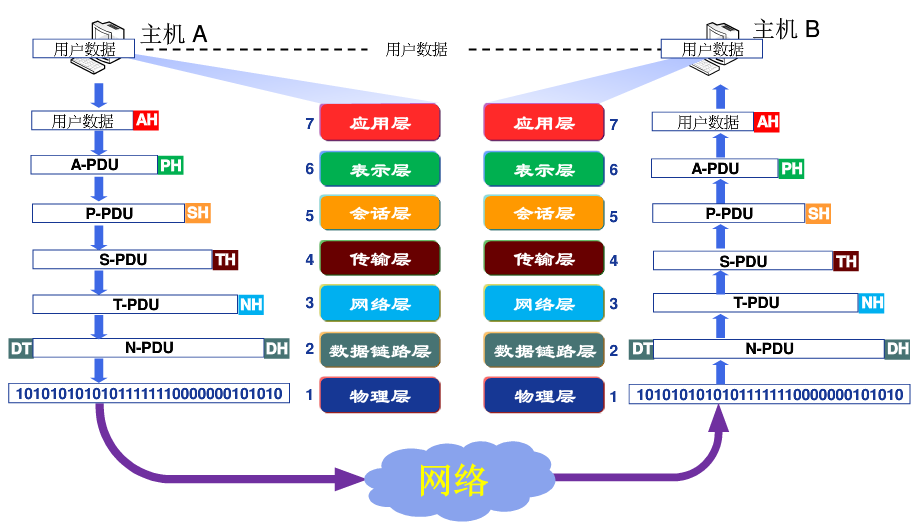 主机 A
主机 B
用户数据
用户数据
用户数据
用户数据 AH
7 应用层
应用层 7
用户数据 AH
A-PDU PH
6 表示层
表示层 6
A-PDU PH
P-PDU SH
5 会话层
会话层 5
P-PDU SH
S-PDU TH
4 传输层
传输层 4
S-PDU TH
T-PDU NH
3 网络层
网络层 3
T-PDU NH
DT N-PDU DH
2 数据链路层
数据链路层 2
DT N-PDU DH
101010101010111111100000000101010
1 物理层
物理层 1
101010101010111111100000000101010
网络